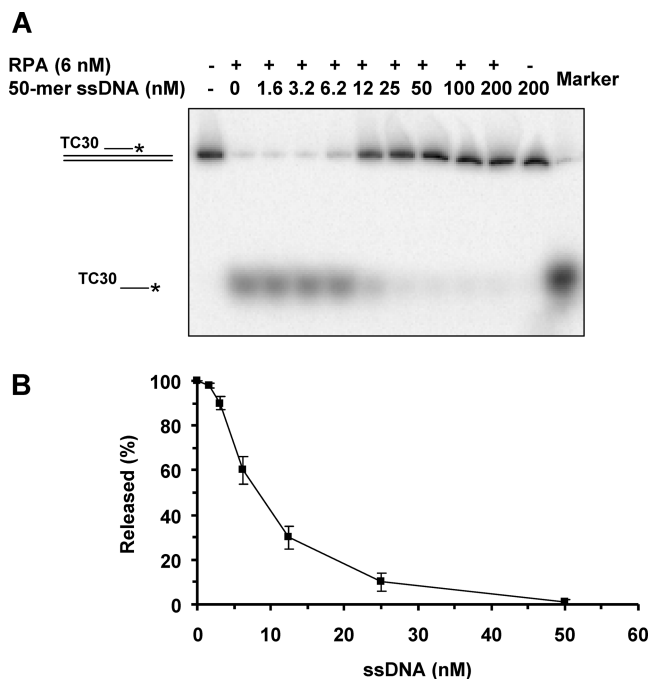 A
RPA (6 nM) - + + + + + + + + + -
50-mer ssDNA (nM) - 0 1.6 3.2 6.2 12 25 50 100 200 200 Marker
TC30 *
TC30 *
B
100
80
60
40
20
0
Released (%)
0 10 20 30 40 50 60
ssDNA (nM)